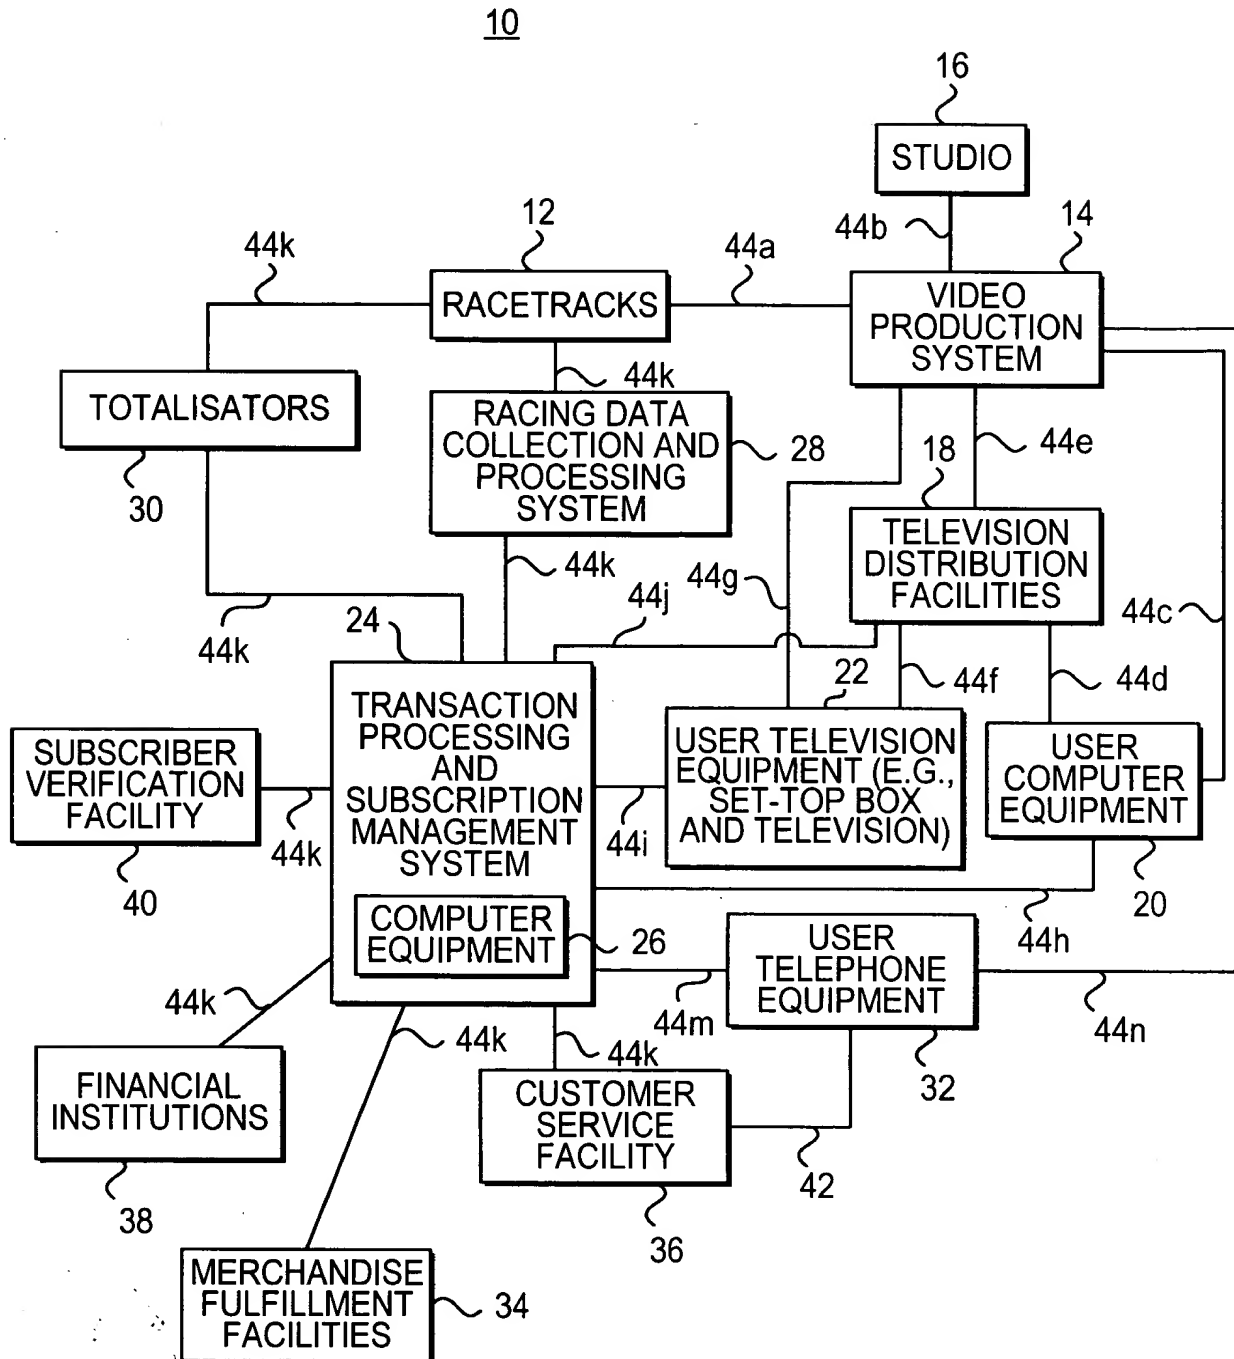 10
16
STUDIO
44b
14
12
44k
44a
RACETRACKS
VIDEO
PRODUCTION
SYSTEM
44k
TOTALISATORS
RACING DATA
COLLECTION AND
PROCESSING
SYSTEM
28
44e
18
30
TELEVISION
DISTRIBUTION
FACILITIES
44k
44g
44c
44j
44k
24
22
44f
44d
TRANSACTION
PROCESSING
AND
SUBSCRIPTION
MANAGEMENT
SYSTEM
SUBSCRIBER
VERIFICATION
FACILITY
USER TELEVISION
EQUIPMENT (E.G.,
SET-TOP BOX
AND TELEVISION)
USER
COMPUTER
EQUIPMENT
44k
44i
40
20
COMPUTER
EQUIPMENT
26
44h
USER
TELEPHONE
EQUIPMENT
44k
44m
44n
44k
44k
32
FINANCIAL
INSTITUTIONS
CUSTOMER
SERVICE
FACILITY
42
38
36
MERCHANDISE
FULFILLMENT
FACILITIES
34